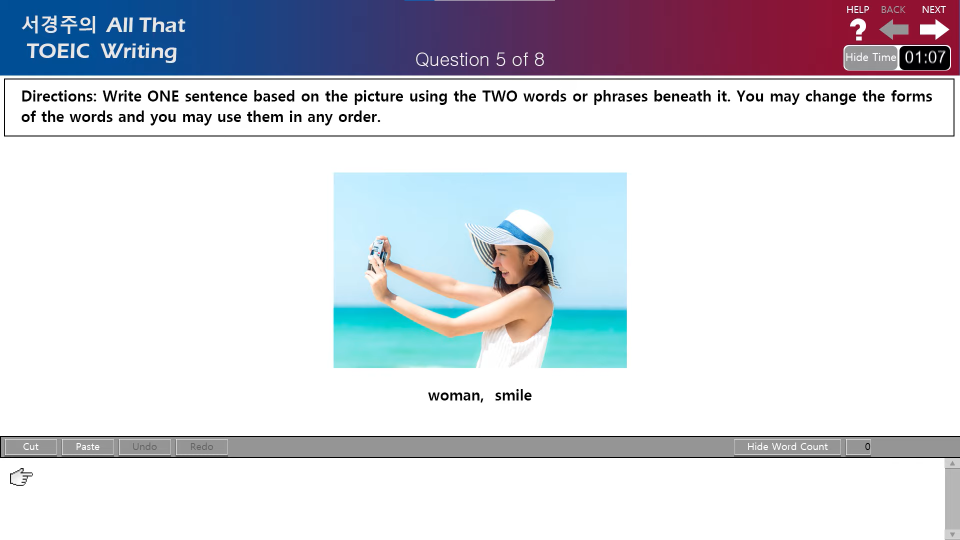 서경주의 All That
TOEIC Writing
Question 5 of 8
HELP BACK NEXT
Hide Time 01:07
Directions: Write ONE sentence based on the picture using the TWO words or phrases beneath it. You may change the forms
of the words and you may use them in any order.
woman, smile
Cut Paste Undo Redo Hide Word Count 0